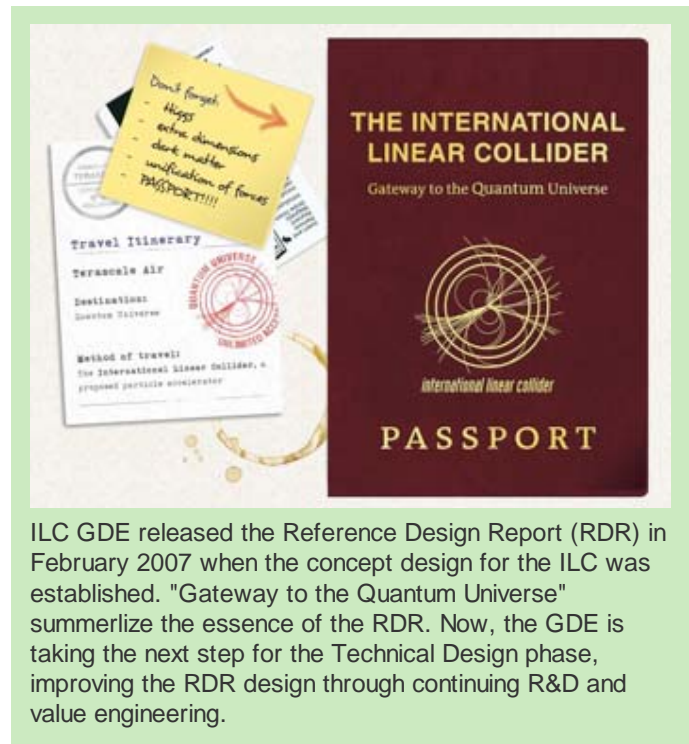 Don't forget
- Higgs
- extra dimensions
- dark matter
- unification of forces
- PASSPORT!!!!
Travel Itinerary
Terascale Air
Destination:
Quantum Universe
Method of travel:
The International Linear Collider, a
proposed particle accelerator
QUANTUM UNIVERSE
UNLIMITED ACCESS
THE INTERNATIONAL
LINEAR COLLIDER
Gateway to the Quantum Universe
international linear collider
PASSPORT
ILC GDE released the Reference Design Report (RDR) in
February 2007 when the concept design for the ILC was
established. "Gateway to the Quantum Universe"
summerlize the essence of the RDR. Now, the GDE is
taking the next step for the Technical Design phase,
improving the RDR design through continuing R&D and
value engineering.